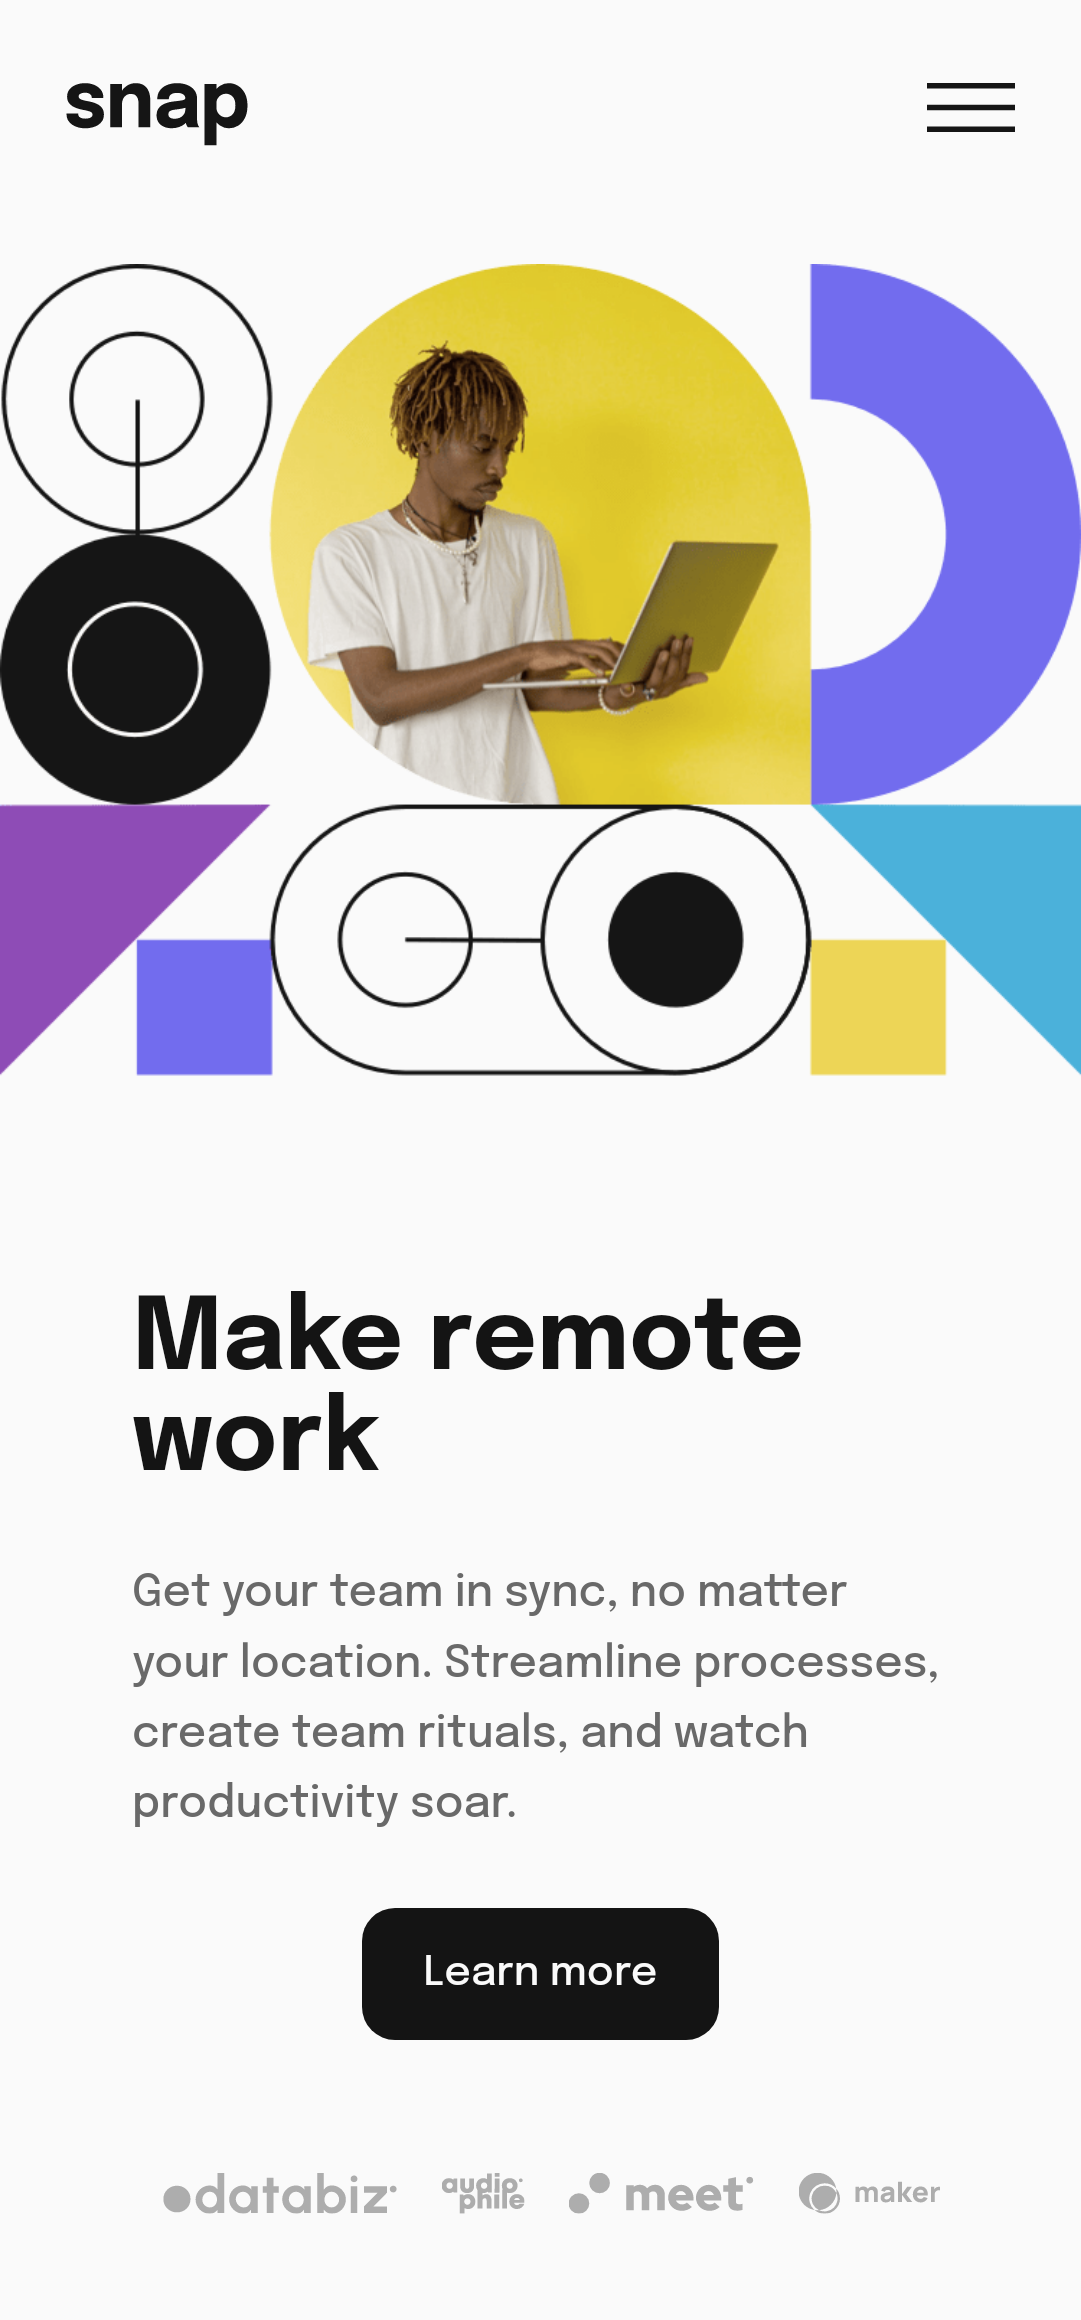 snap
Make remote
work
Get your team in sync, no matter
your location. Streamline processes,
create team rituals, and watch
productivity soar.
Learn more
databiz
audio
phile
meet
maker